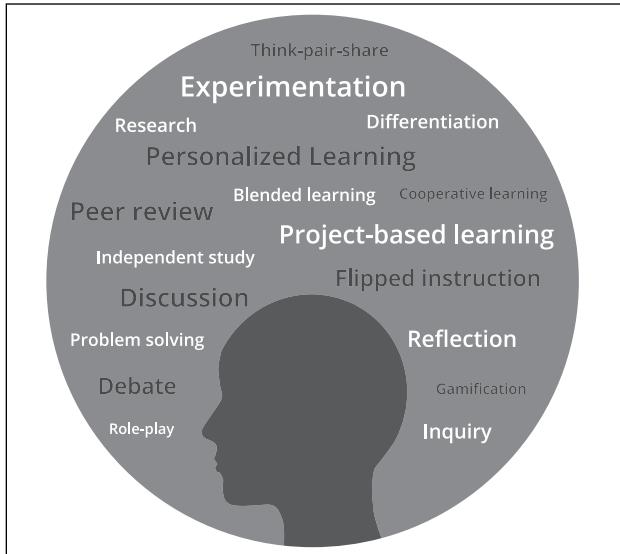 Think-pair-share
Experimentation
Research
Differentiation
Personalized Learning
Blended learning
Cooperative learning
Peer review
Project-based learning
Independent study
Flipped instruction
Discussion
Problem solving
Reflection
Debate
Gamification
Role-play
Inquiry